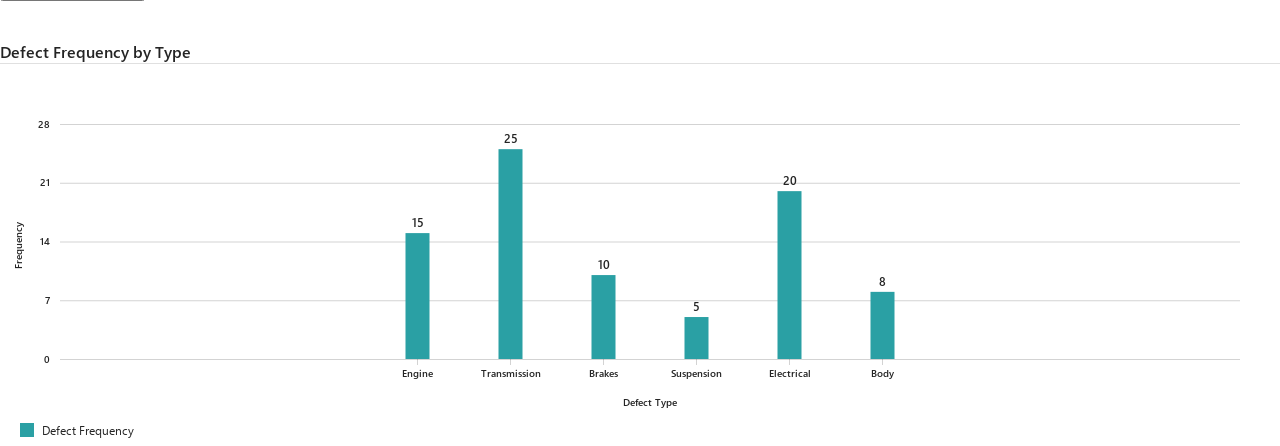 Defect Frequency by Type
28
25
21
20
15
14
10
8
7
5
0
Frequency
Engine Transmission Brakes Suspension Electrical Body
Defect Type
Defect Frequency